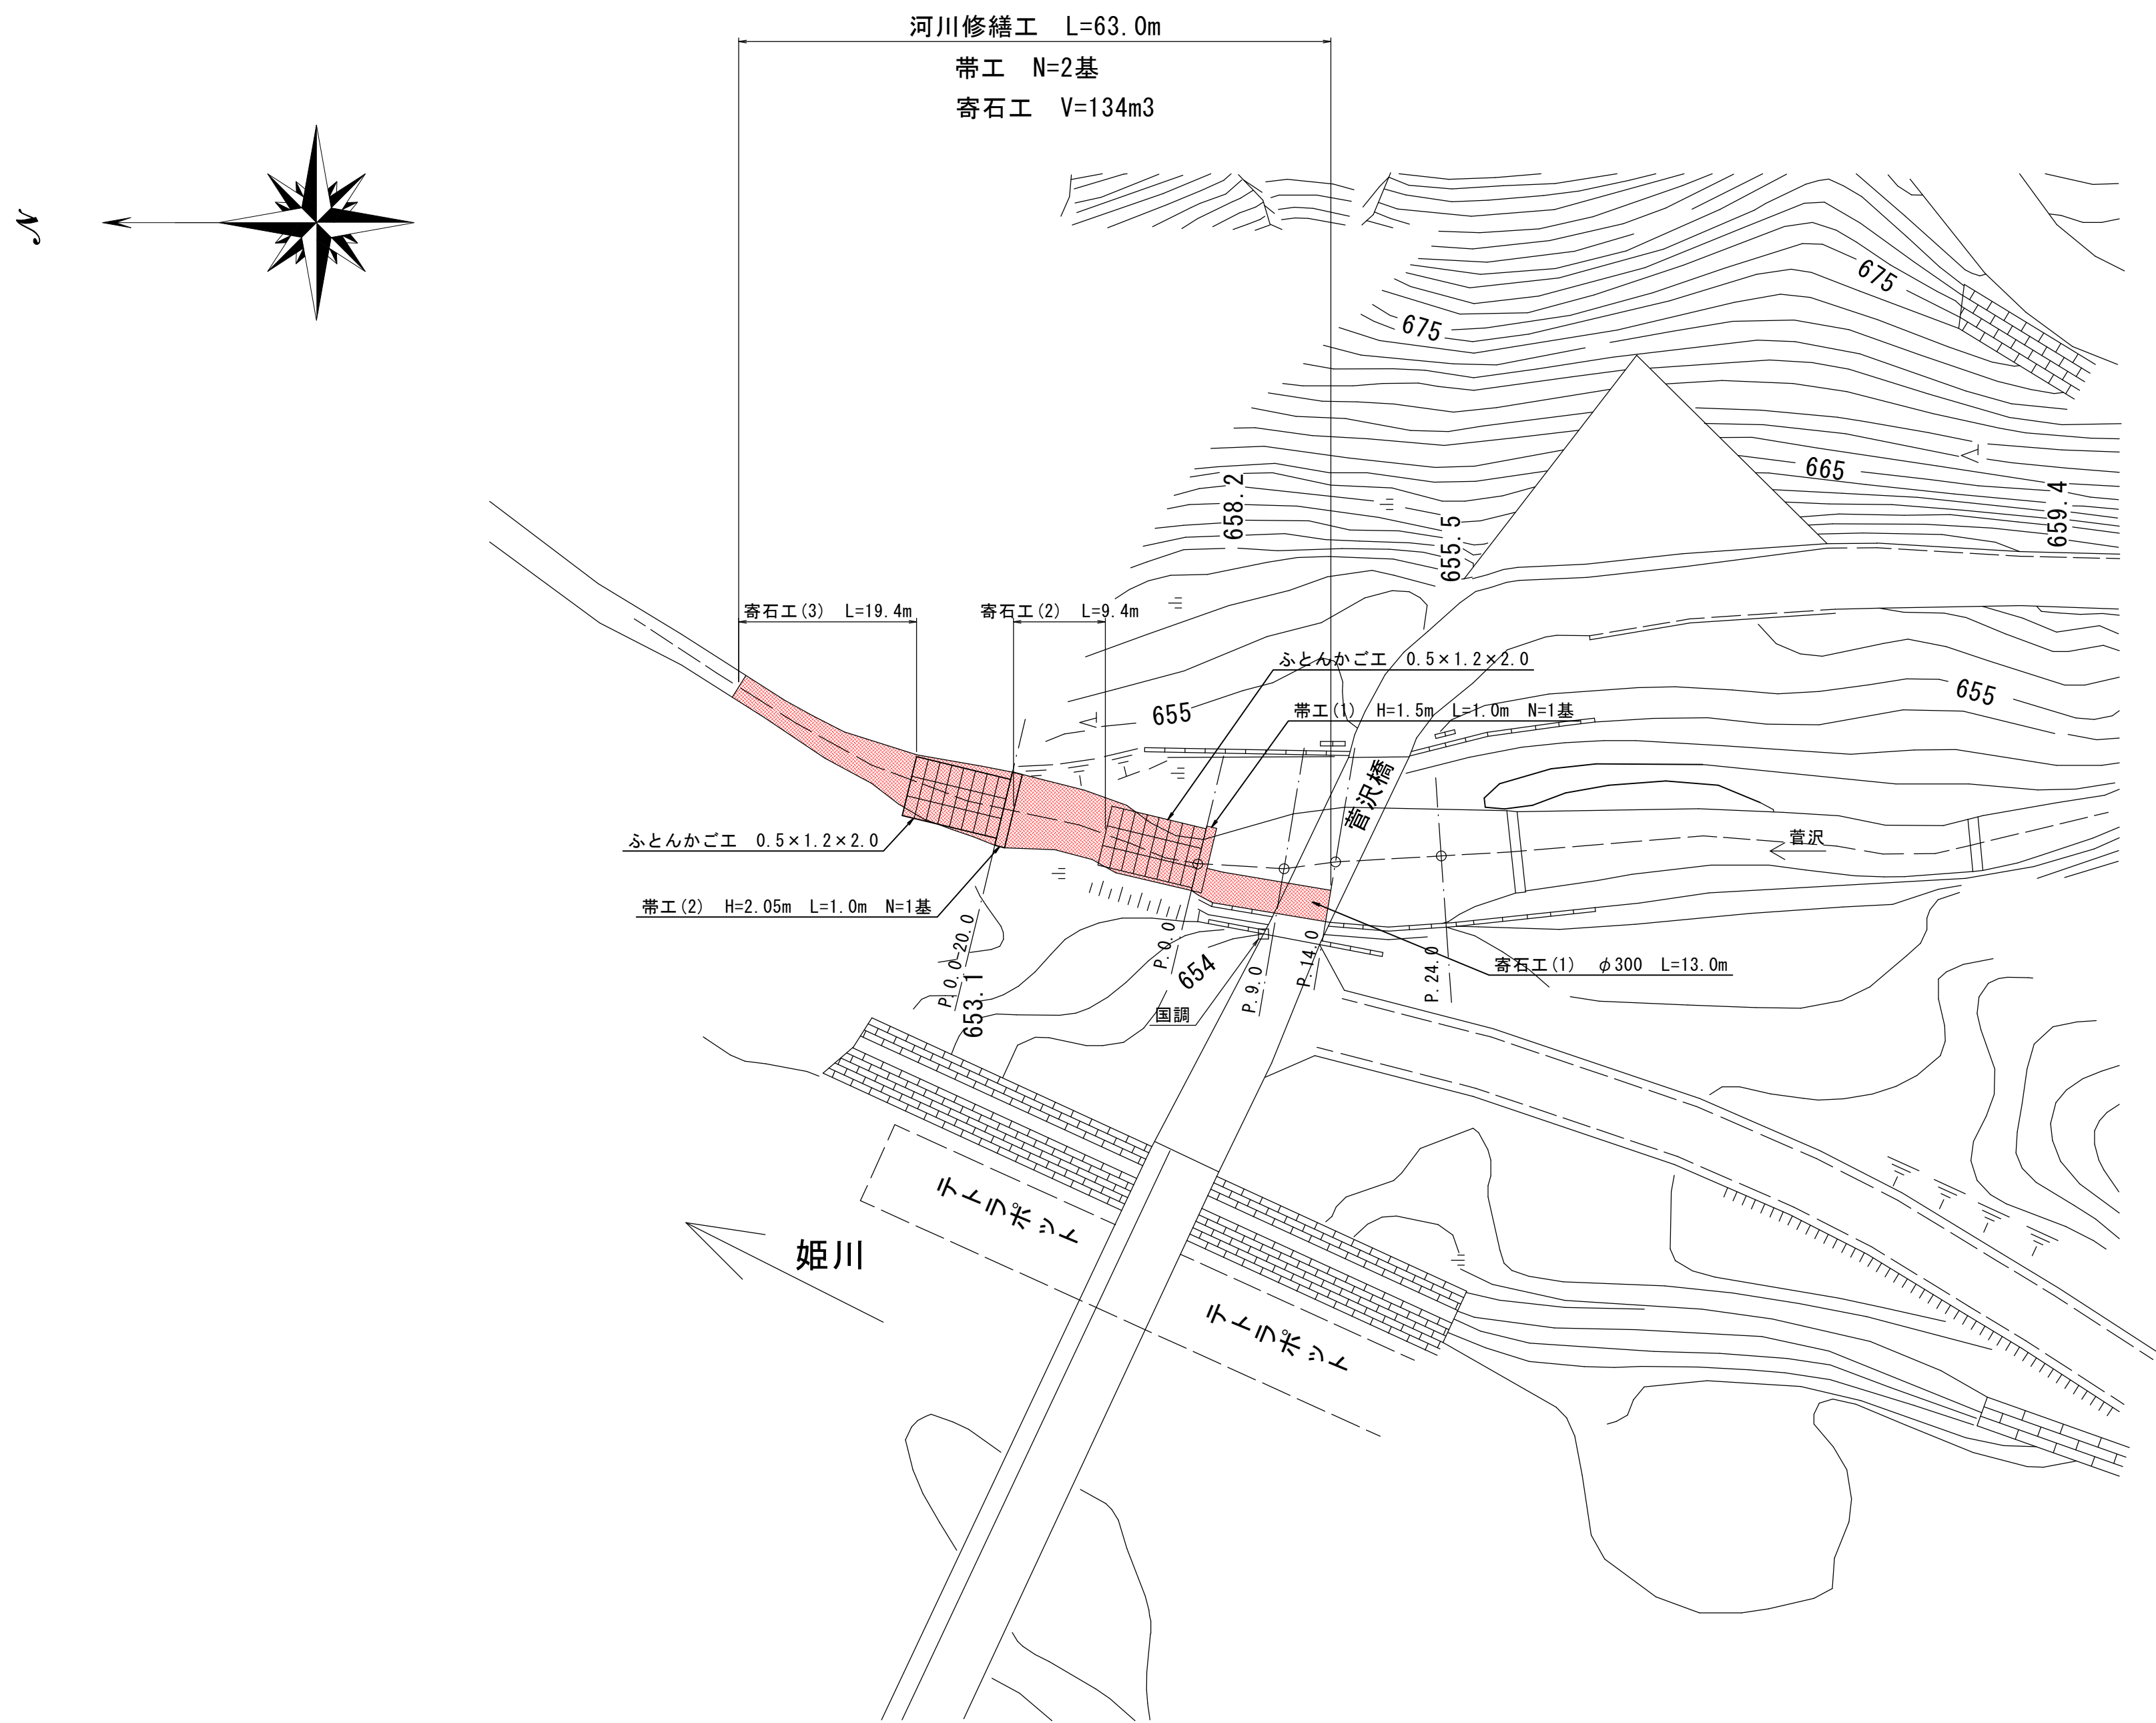 河川修繕工　L=63.0m
帯工　N=2基
寄石工　V=134m3
N
675
675
665
658.2
659.4
655.5
寄石工(3)　L=19.4m
寄石工(2)　L=9.4m
ふとんかご工　0.5×1.2×2.0
655
帯工(1)　H=1.5m　L=1.0m　N=1基
655
菅沢橋
ふとんかご工　0.5×1.2×2.0
菅沢
帯工(2)　H=2.05m　L=1.0m　N=1基
P.0.0-20.0
P.0.0
654
P.9.0
P.14.0
P.24.0
寄石工(1)　φ300　L=13.0m
653.1
国調
テトラポット
姫川
テトラポット